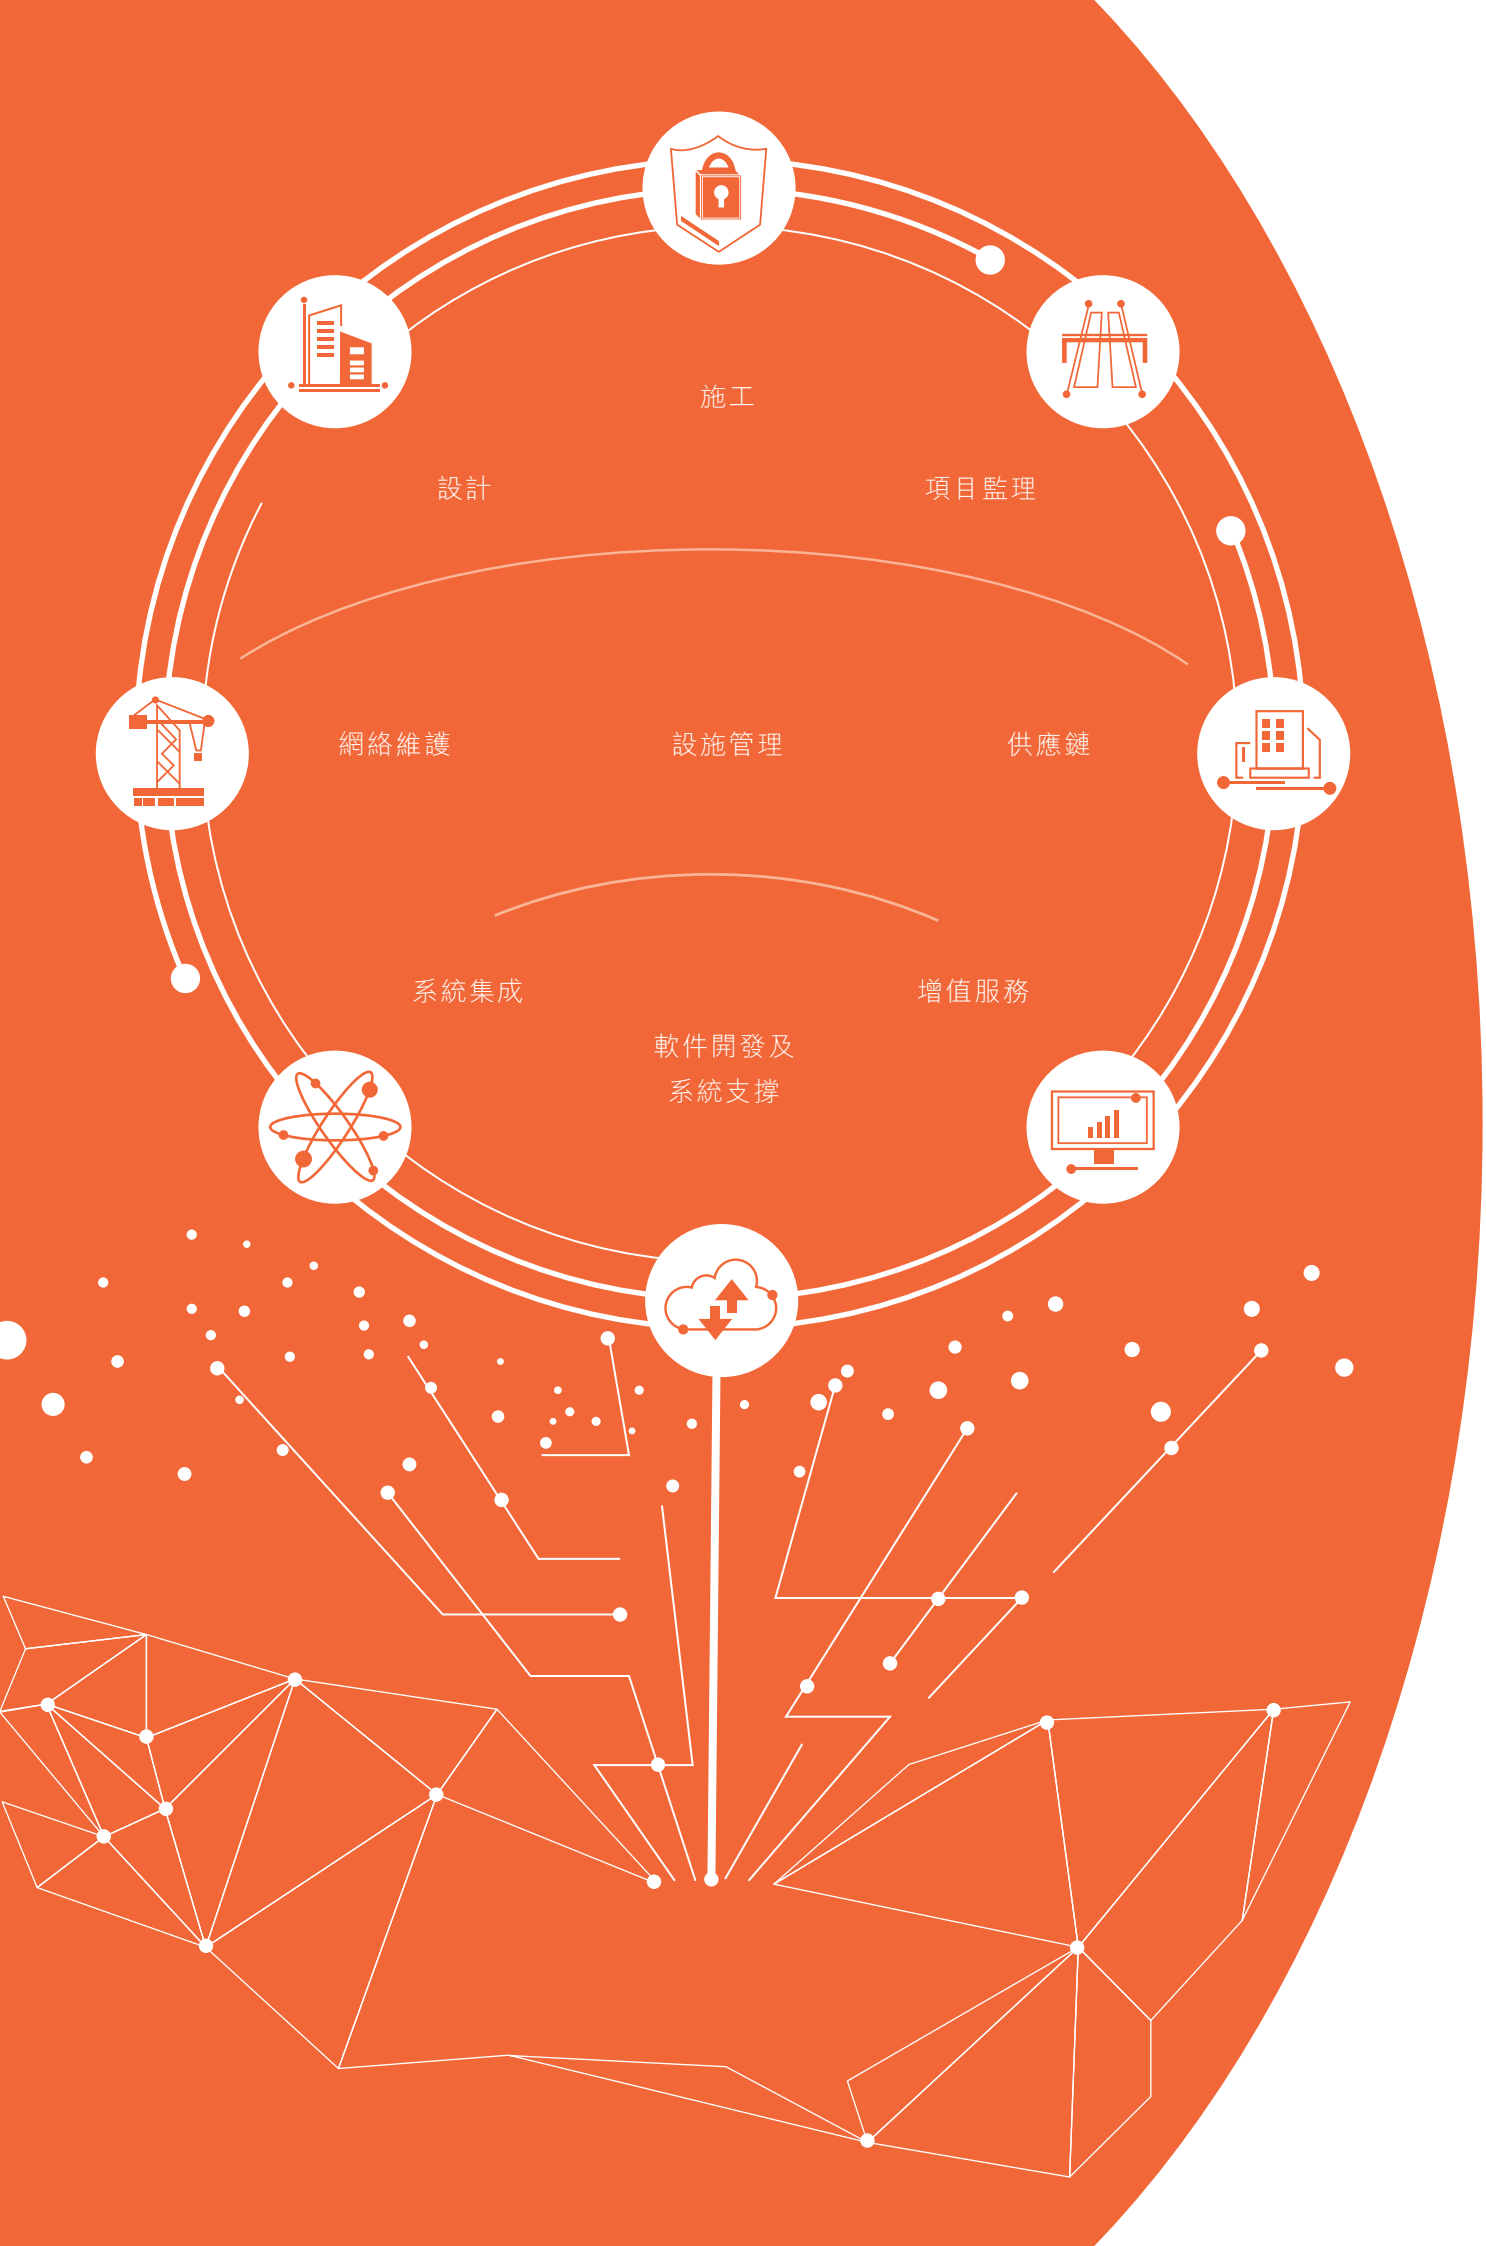 施工
設計
項目監理
網絡維護
設施管理
供應鏈
系統集成
增值服務
軟件開發及
系統支撐